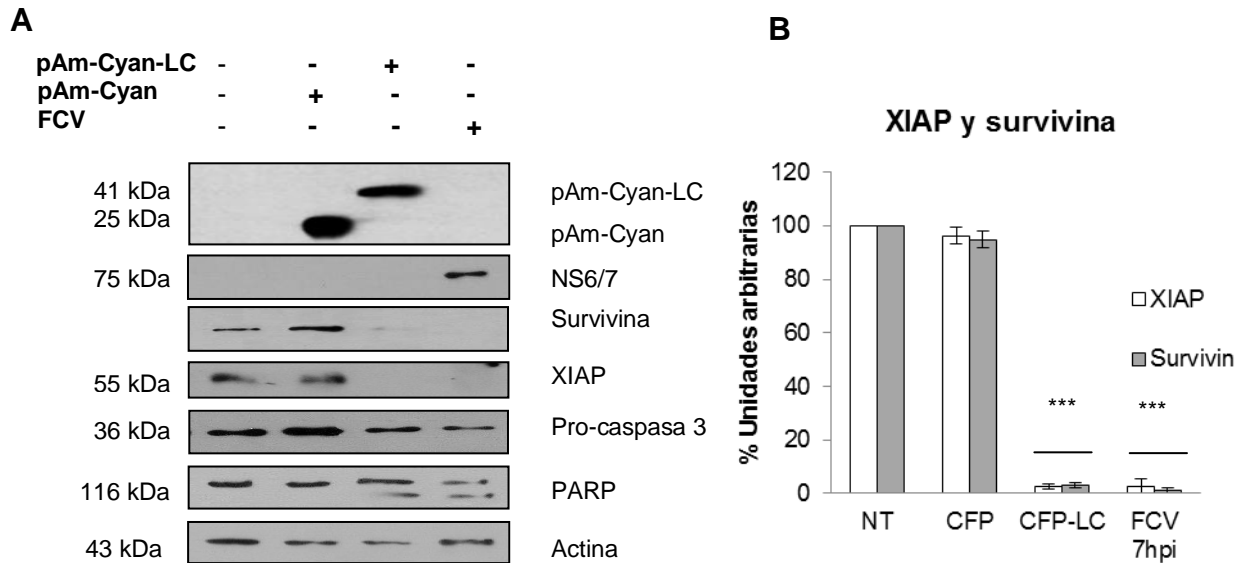 A
pAm-Cyan-LC - - + -
pAm-Cyan - + - -
FCV - - - +
41 kDa pAm-Cyan-LC
25 kDa pAm-Cyan
75 kDa NS6/7
Survivina
55 kDa XIAP
36 kDa Pro-caspasa 3
116 kDa PARP
43 kDa Actina
B
XIAP y survivina
% Unidades arbitrarias
120
100
80
60
40
20
0
XIAP
Survivin
*** ***
NT CFP CFP-LC FCV
7hpi